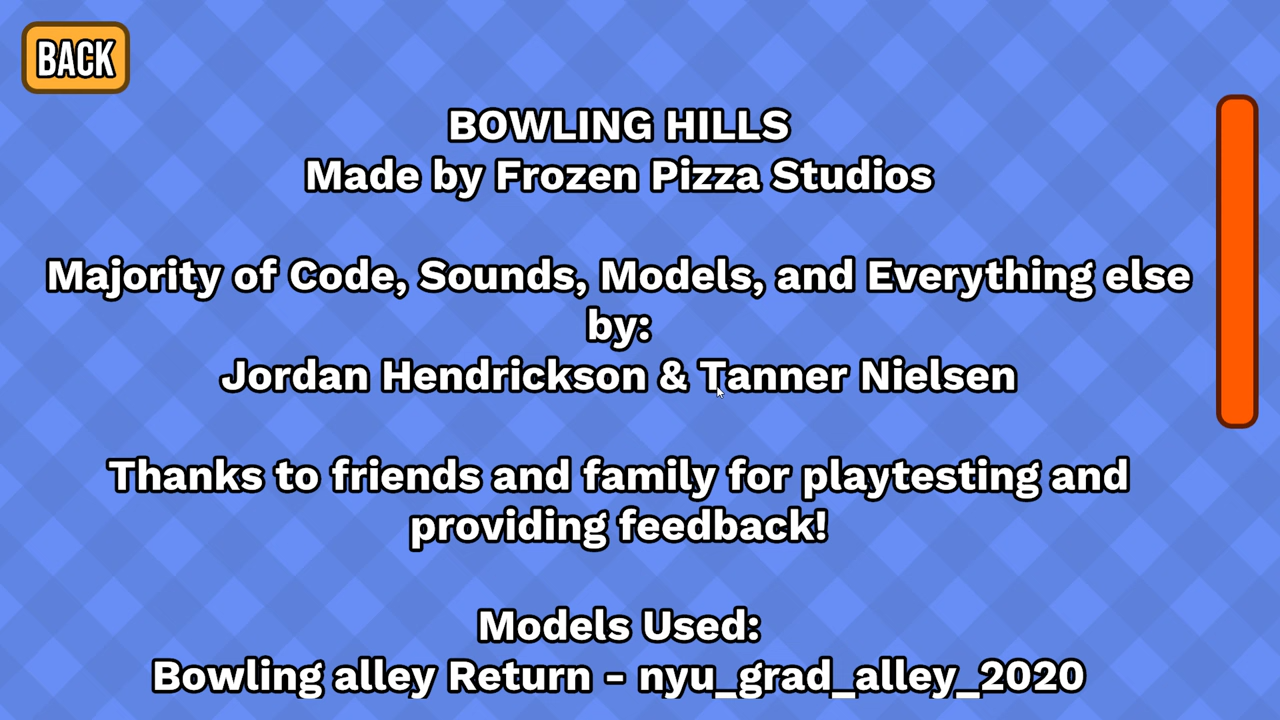 BACK
BOWLING HILLS
Made by Frozen Pizza Studios
Majority of Code, Sounds, Models, and Everything else
by:
Jordan Hendrickson & Tanner Nielsen
Thanks to friends and family for playtesting and
providing feedback!
Models Used:
Bowling alley Return - nyu_grad_alley_2020